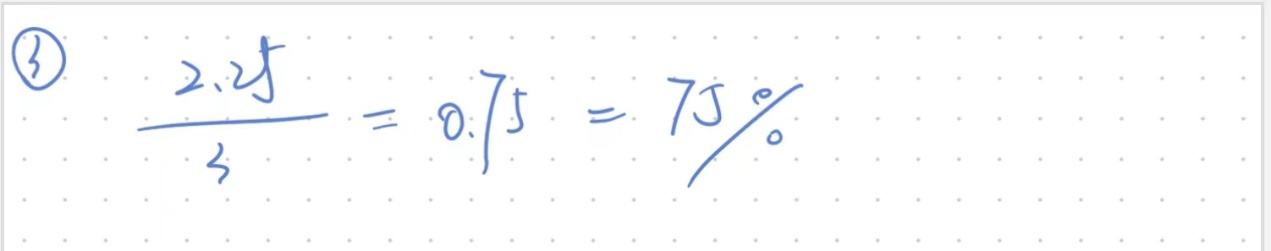 ③ 2.25/3 = 0.75 = 75%